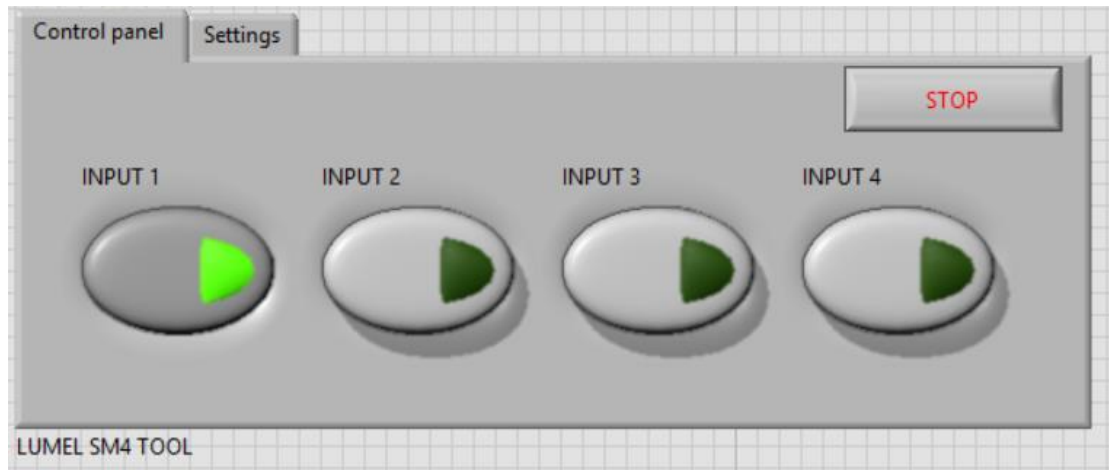 Control panel
Settings
STOP
INPUT 1
INPUT 2
INPUT 3
INPUT 4
LUMEL SM4 TOOL